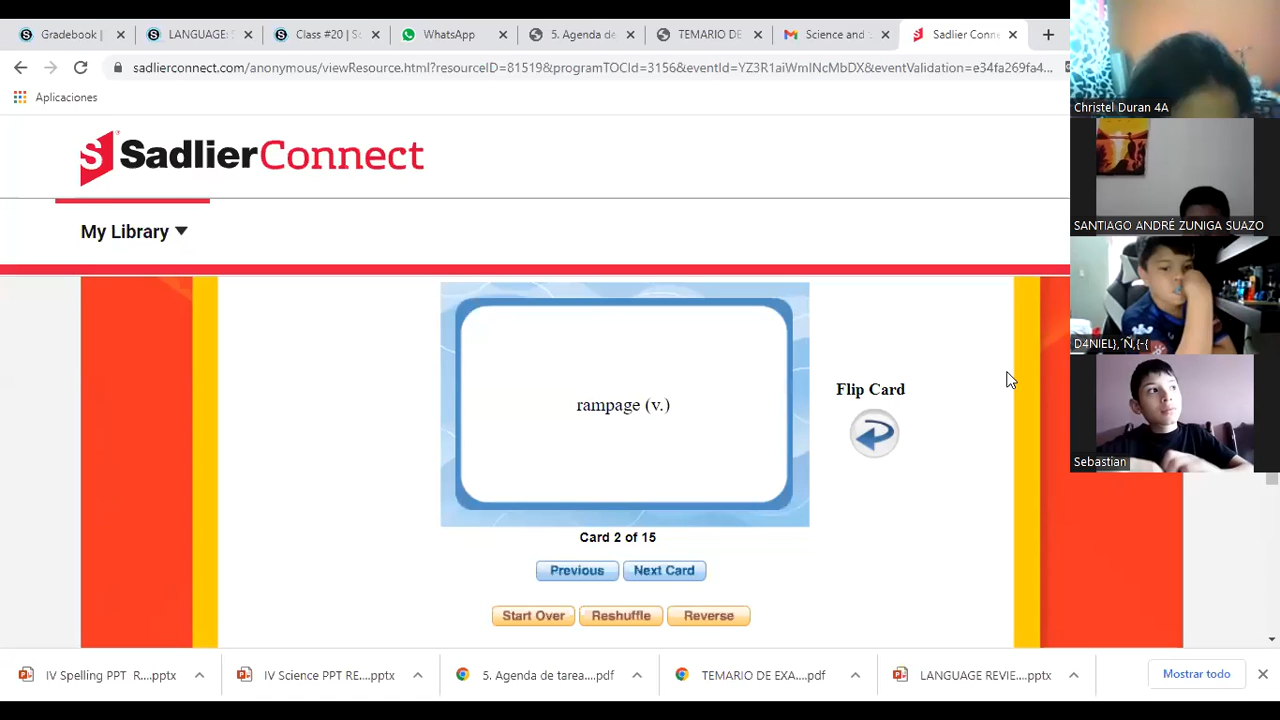 Gradebook |
LANGUAGE: S
Class #20 | Sc
WhatsApp
5. Agenda de
TEMARIO DE
Science and S
Sadlier Conne
sadlierconnect.com/anonymous/viewResource.html?resourceID=81519&programTOCId=3156&eventId=YZ3R1aiWmINcMbDX&eventValidation=e34fa269fa4...
Aplicaciones
SadlierConnect
My Library
rampage (v.)
Flip Card
Card 2 of 15
Previous
Next Card
Start Over
Reshuffle
Reverse
IV Spelling PPT R....pptx
IV Science PPT RE....pptx
5. Agenda de tarea....pdf
TEMARIO DE EXA....pdf
LANGUAGE REVIE....pptx
Mostrar todo
Christel Duran 4A
SANTIAGO ANDRÉ ZUNIGA SUAZO
D4NIEL},´Ñ,{-{
Sebastian